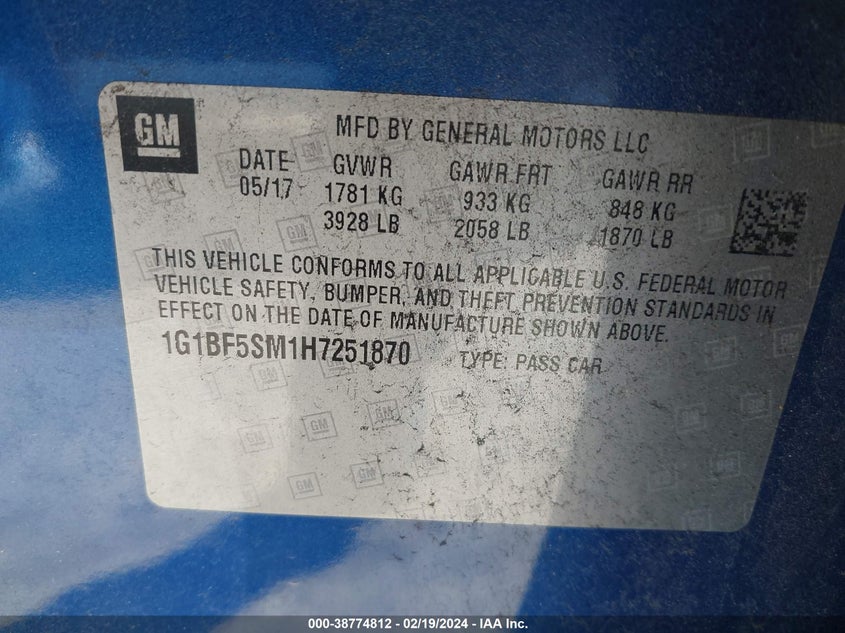 GM
MFD BY GENERAL MOTORS LLC
DATE GVWR GAWR FRT GAWR RR
05/17 1781 KG 933 KG 848 KG
3928 LB 2058 LB 1870 LB
THIS VEHICLE CONFORMS TO ALL APPLICABLE U.S. FEDERAL MOTOR
VEHICLE SAFETY, BUMPER, AND THEFT PREVENTION STANDARDS IN
EFFECT ON THE DATE OF MANUFACTURE SHOWN ABOVE.
1G1BF5SM1H7251870 TYPE: PASS CAR
000-38774812 - 02/19/2024 - IAA Inc.